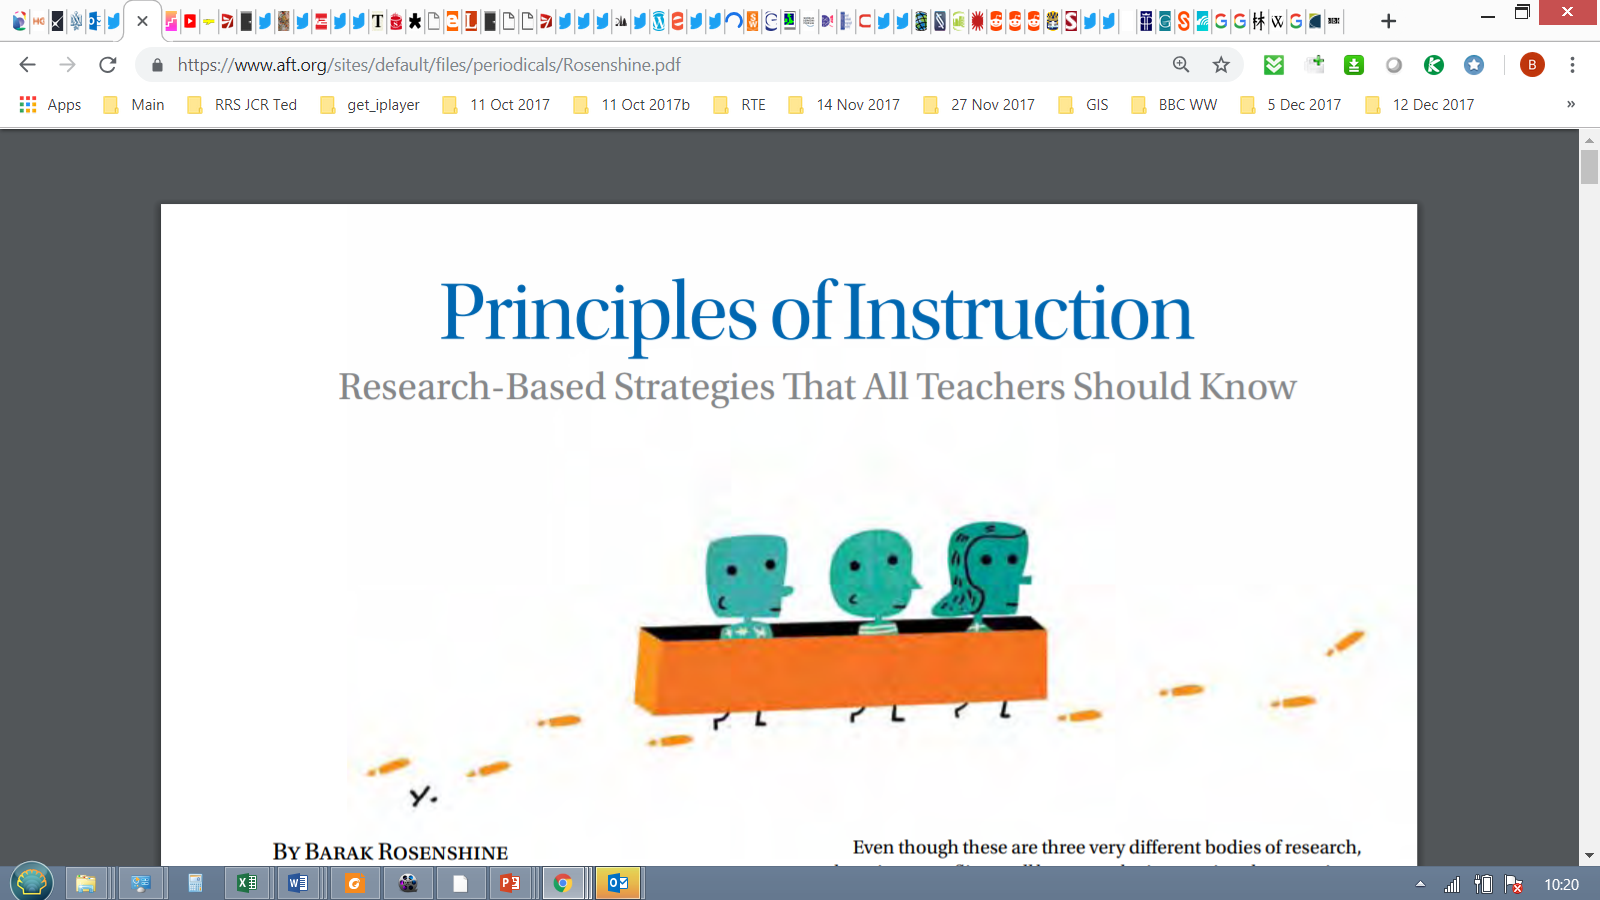 https://www.aft.org/sites/default/files/periodicals/Rosenshine.pdf
B
Apps Main RRS JCR Ted get_iplayer 11 Oct 2017 11 Oct 2017b RTE 14 Nov 2017 27 Nov 2017 GIS BBC WW 5 Dec 2017 12 Dec 2017 »
Principles of Instruction
Research-Based Strategies That All Teachers Should Know
Y.
By Barak Rosenshine
Even though these are three very different bodies of research,
10:20